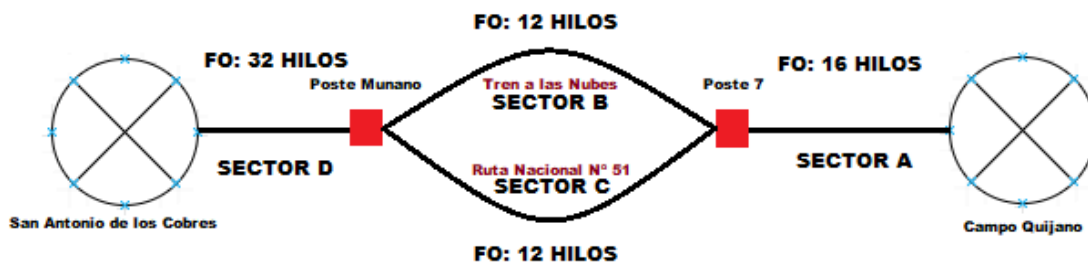 FO: 12 HILOS
FO: 32 HILOS
FO: 16 HILOS
Poste Munano
Tren a las Nubes
Poste 7
SECTOR B
SECTOR D
Ruta Nacional Nº 51
SECTOR A
SECTOR C
San Antonio de los Cobres
Campo Quijano
FO: 12 HILOS